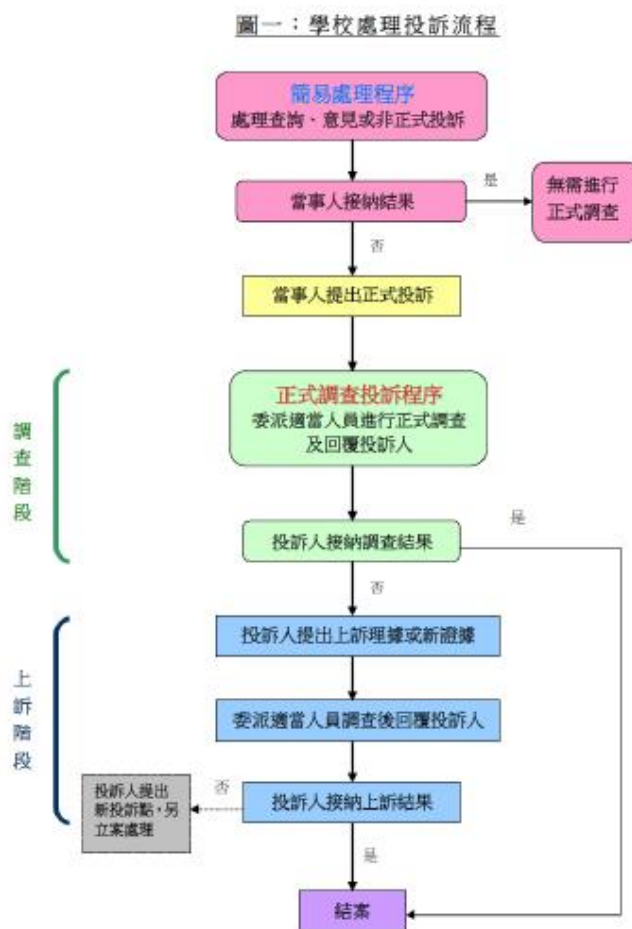 圖一：學校處理投訴流程
簡易處理程序
處理查詢、意見或非正式投訴
當事人接納結果
是
無需進行
正式調查
否
當事人提出正式投訴
調查階段
正式調查投訴程序
委派適當人員進行正式調查
及回覆投訴人
投訴人接納調查結果
是
否
上訴階段
投訴人提出上訴理據或新證據
委派適當人員調查後回覆投訴人
投訴人接納上訴結果
否
投訴人提出
新投訴點，另
立案處理
是
結案